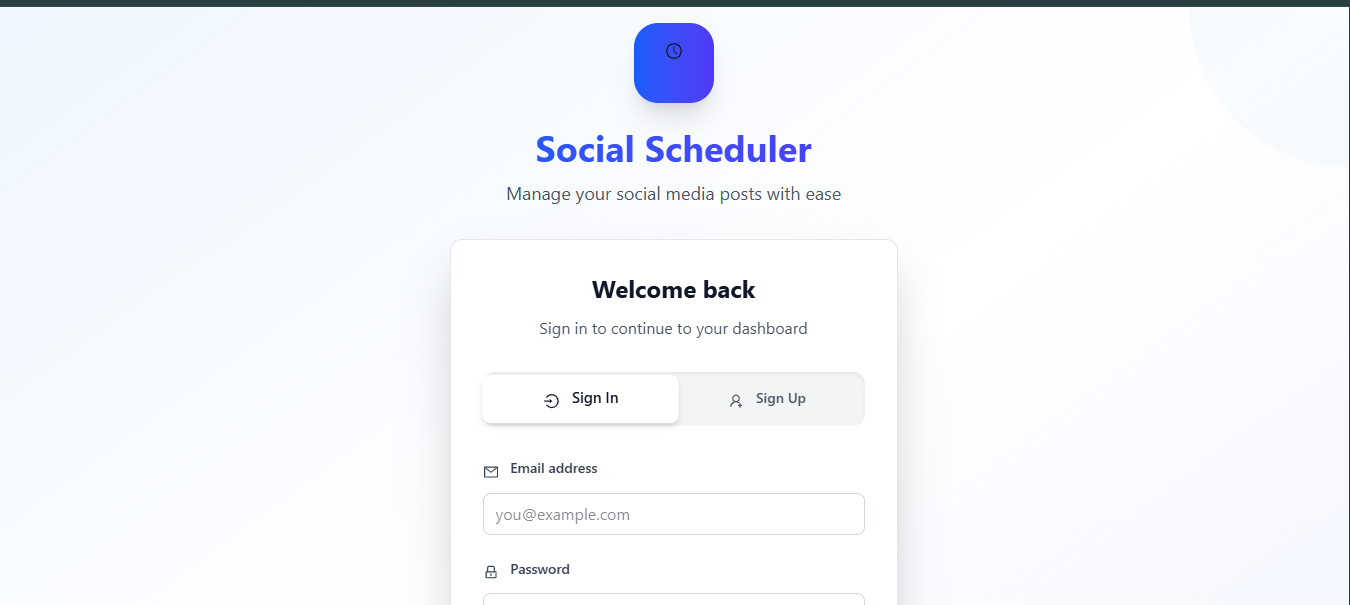 Social Scheduler
Manage your social media posts with ease
Welcome back
Sign in to continue to your dashboard
Sign In
Sign Up
Email address
you@example.com
Password